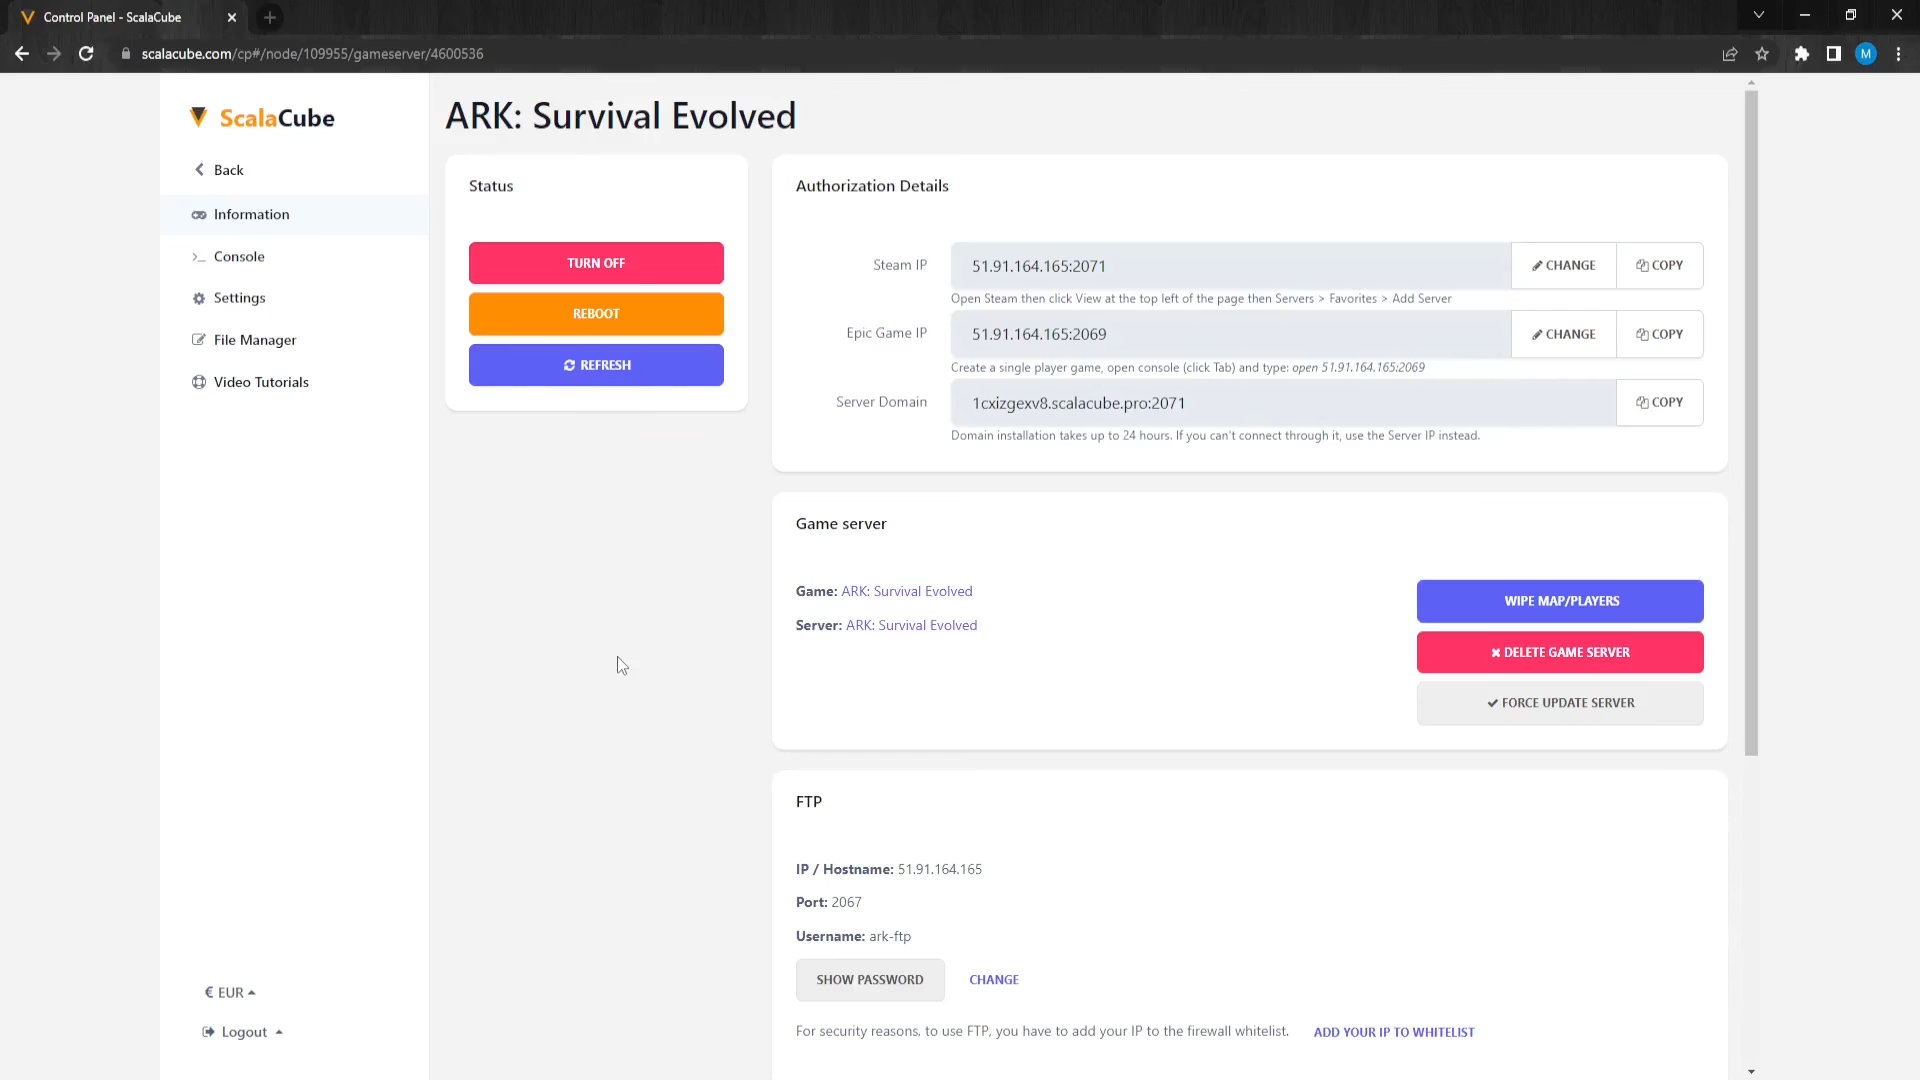 Control Panel - ScalaCube
scalacube.com/cp#/node/109955/gameserver/4600536
M
ScalaCube
Back
Information
Console
Settings
File Manager
Video Tutorials
€ EUR
Logout
ARK: Survival Evolved
Status
TURN OFF
REBOOT
REFRESH
Authorization Details
Steam IP 51.91.164.165:2071 CHANGE COPY
Open Steam then click View at the top left of the page then Servers > Favorites > Add Server
Epic Game IP 51.91.164.165:2069 CHANGE COPY
Create a single player game, open console (click Tab) and type: open 51.91.164.165:2069
Server Domain 1cxizgexv8.scalacube.pro:2071 COPY
Domain installation takes up to 24 hours. If you can't connect through it, use the Server IP instead.
Game server
Game: ARK: Survival Evolved
Server: ARK: Survival Evolved
WIPE MAP/PLAYERS
DELETE GAME SERVER
FORCE UPDATE SERVER
FTP
IP / Hostname: 51.91.164.165
Port: 2067
Username: ark-ftp
SHOW PASSWORD CHANGE
For security reasons, to use FTP, you have to add your IP to the firewall whitelist. ADD YOUR IP TO WHITELIST